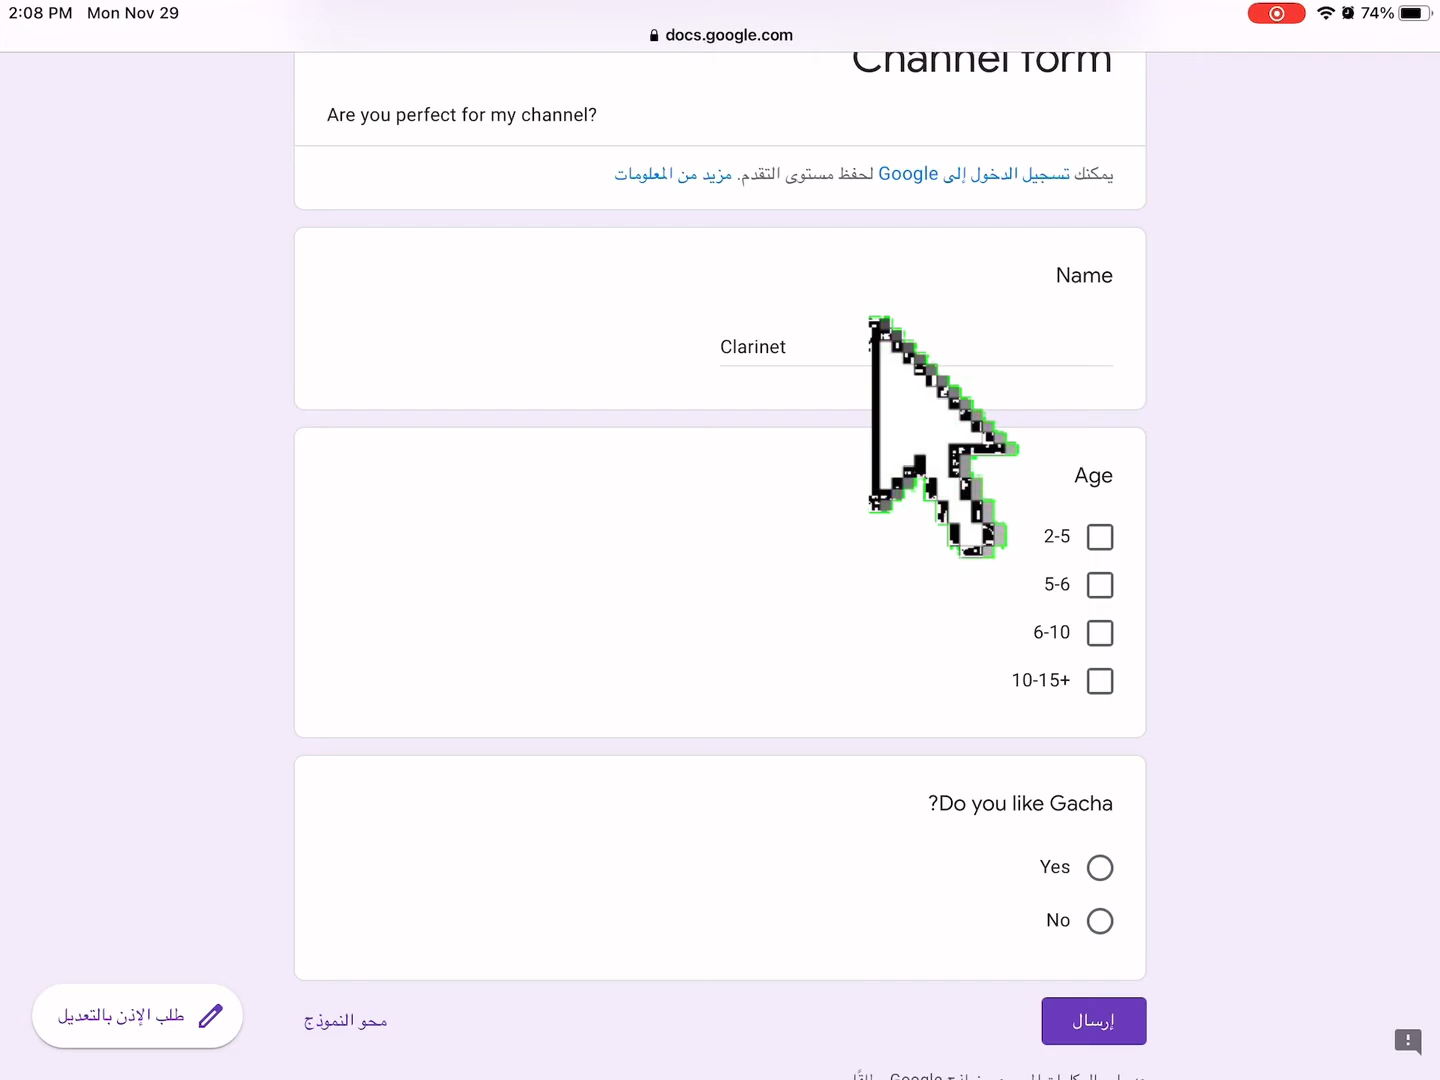 2:08 PM Mon Nov 29
74%
docs.google.com
Channel form
Are you perfect for my channel?
يمكنك تسجيل الدخول إلى Google لحفظ مستوى التقدم. مزيد من المعلومات
Name
Clarinet
Age
2-5
5-6
6-10
10-15+
?Do you like Gacha
Yes
No
إرسال
محو النموذج
طلب الإذن بالتعديل
Google